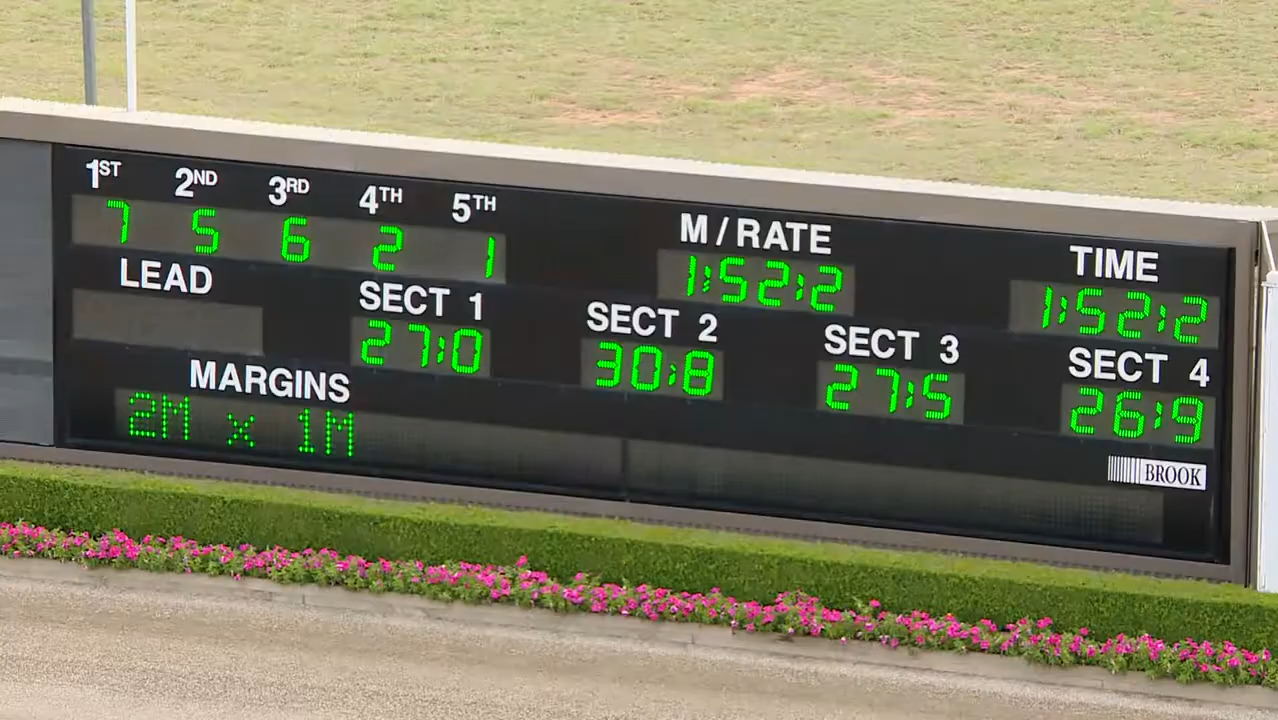 1ST 2ND 3RD 4TH 5TH
7 5 6 2 1
M/RATE
1:52:2
TIME
1:52:2
LEAD
SECT 1
27:0
SECT 2
30:8
SECT 3
27:5
SECT 4
26:9
MARGINS
2M x 1M
BROOK